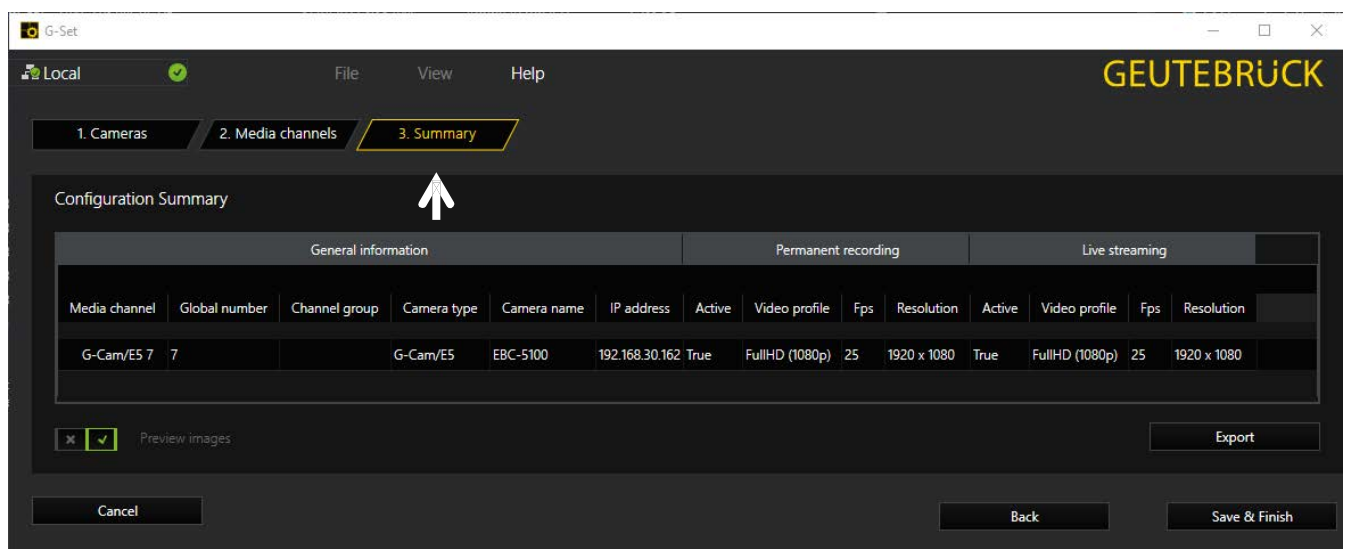 G-Set
Local File View Help GEUTEBRÜCK
1. Cameras 2. Media channels 3. Summary
Configuration Summary
General information Permanent recording Live streaming
Media channel Global number Channel group Camera type Camera name IP address Active Video profile Fps Resolution Active Video profile Fps Resolution
G-Cam/E5 7 7 G-Cam/E5 EBC-5100 192.168.30.162 True FullHD (1080p) 25 1920 x 1080 True FullHD (1080p) 25 1920 x 1080
Preview images Export
Cancel Back Save & Finish